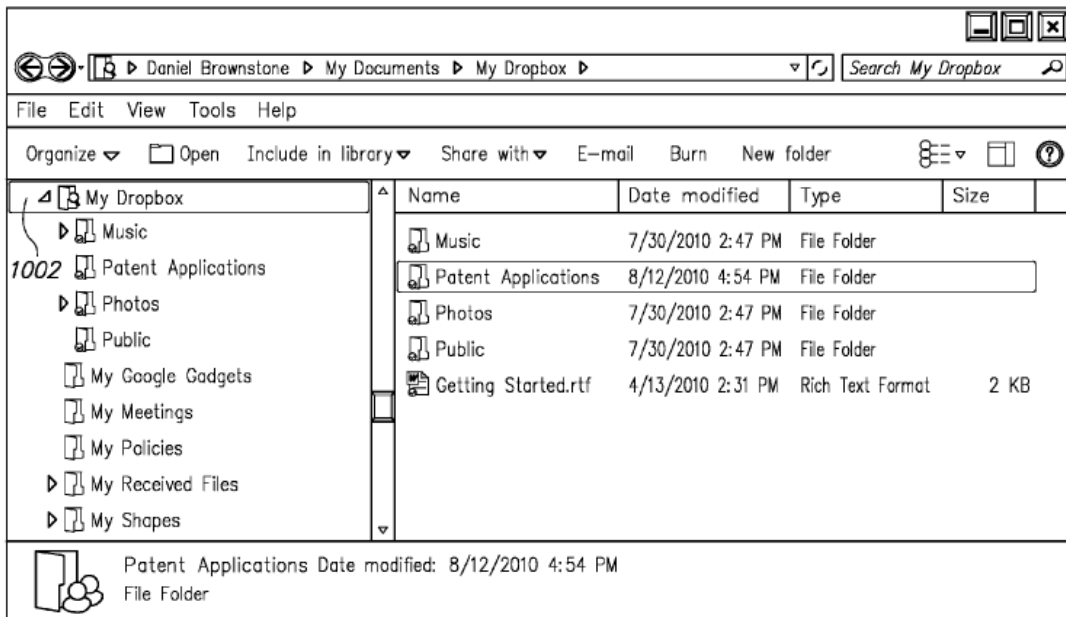 Daniel Brownstone My Documents My Dropbox Search My Dropbox
File Edit View Tools Help
Organize Open Include in library Share with E-mail Burn New folder
My Dropbox
Music
1002 Patent Applications
Photos
Public
My Google Gadgets
My Meetings
My Policies
My Received Files
My Shapes
Name Date modified Type Size
Music 7/30/2010 2:47 PM File Folder
Patent Applications 8/12/2010 4:54 PM File Folder
Photos 7/30/2010 2:47 PM File Folder
Public 7/30/2010 2:47 PM File Folder
Getting Started.rtf 4/13/2010 2:31 PM Rich Text Format 2 KB
Patent Applications Date modified: 8/12/2010 4:54 PM
File Folder